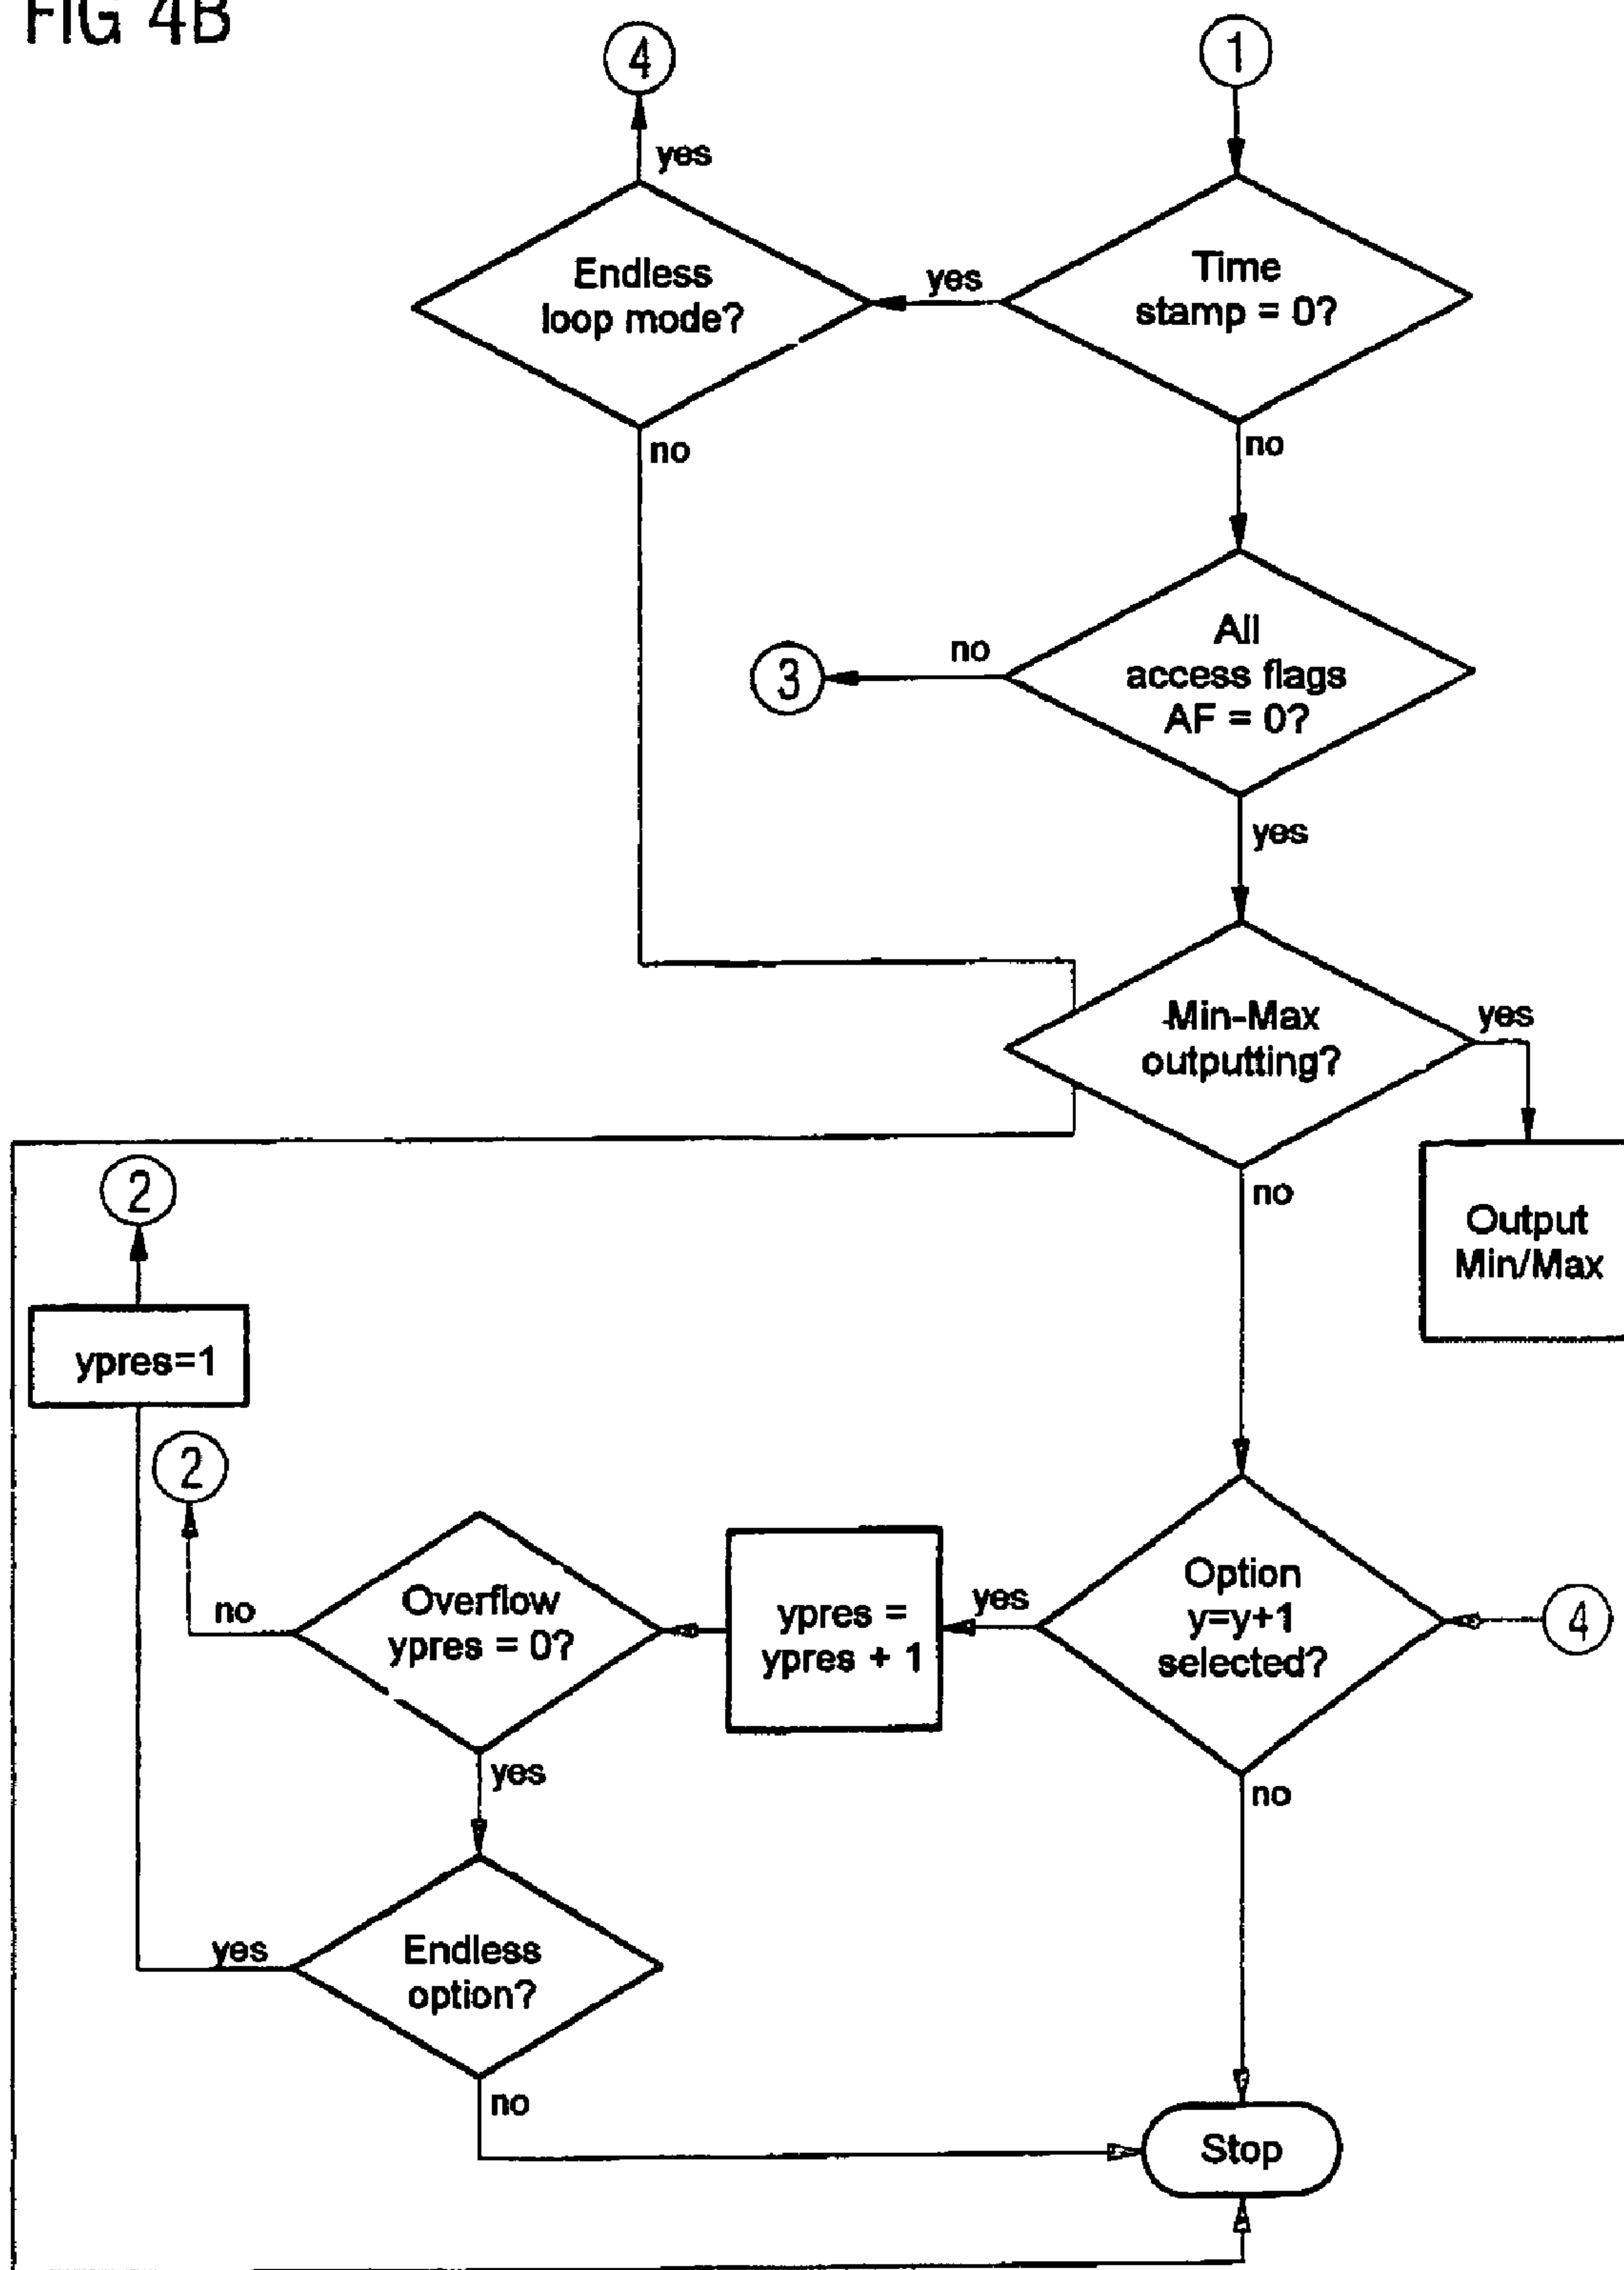 FIG 4B
4
1
yes
Endless
loop mode?
yes
Time
stamp = 0?
no
no
All
access flags
AF = 0?
no
3
yes
Min-Max
outputting?
yes
no
Output
Min/Max
2
ypres=1
2
Overflow
ypres = 0?
no
ypres =
ypres + 1
yes
Option
y=y+1
selected?
4
yes
no
Endless
option?
yes
no
Stop